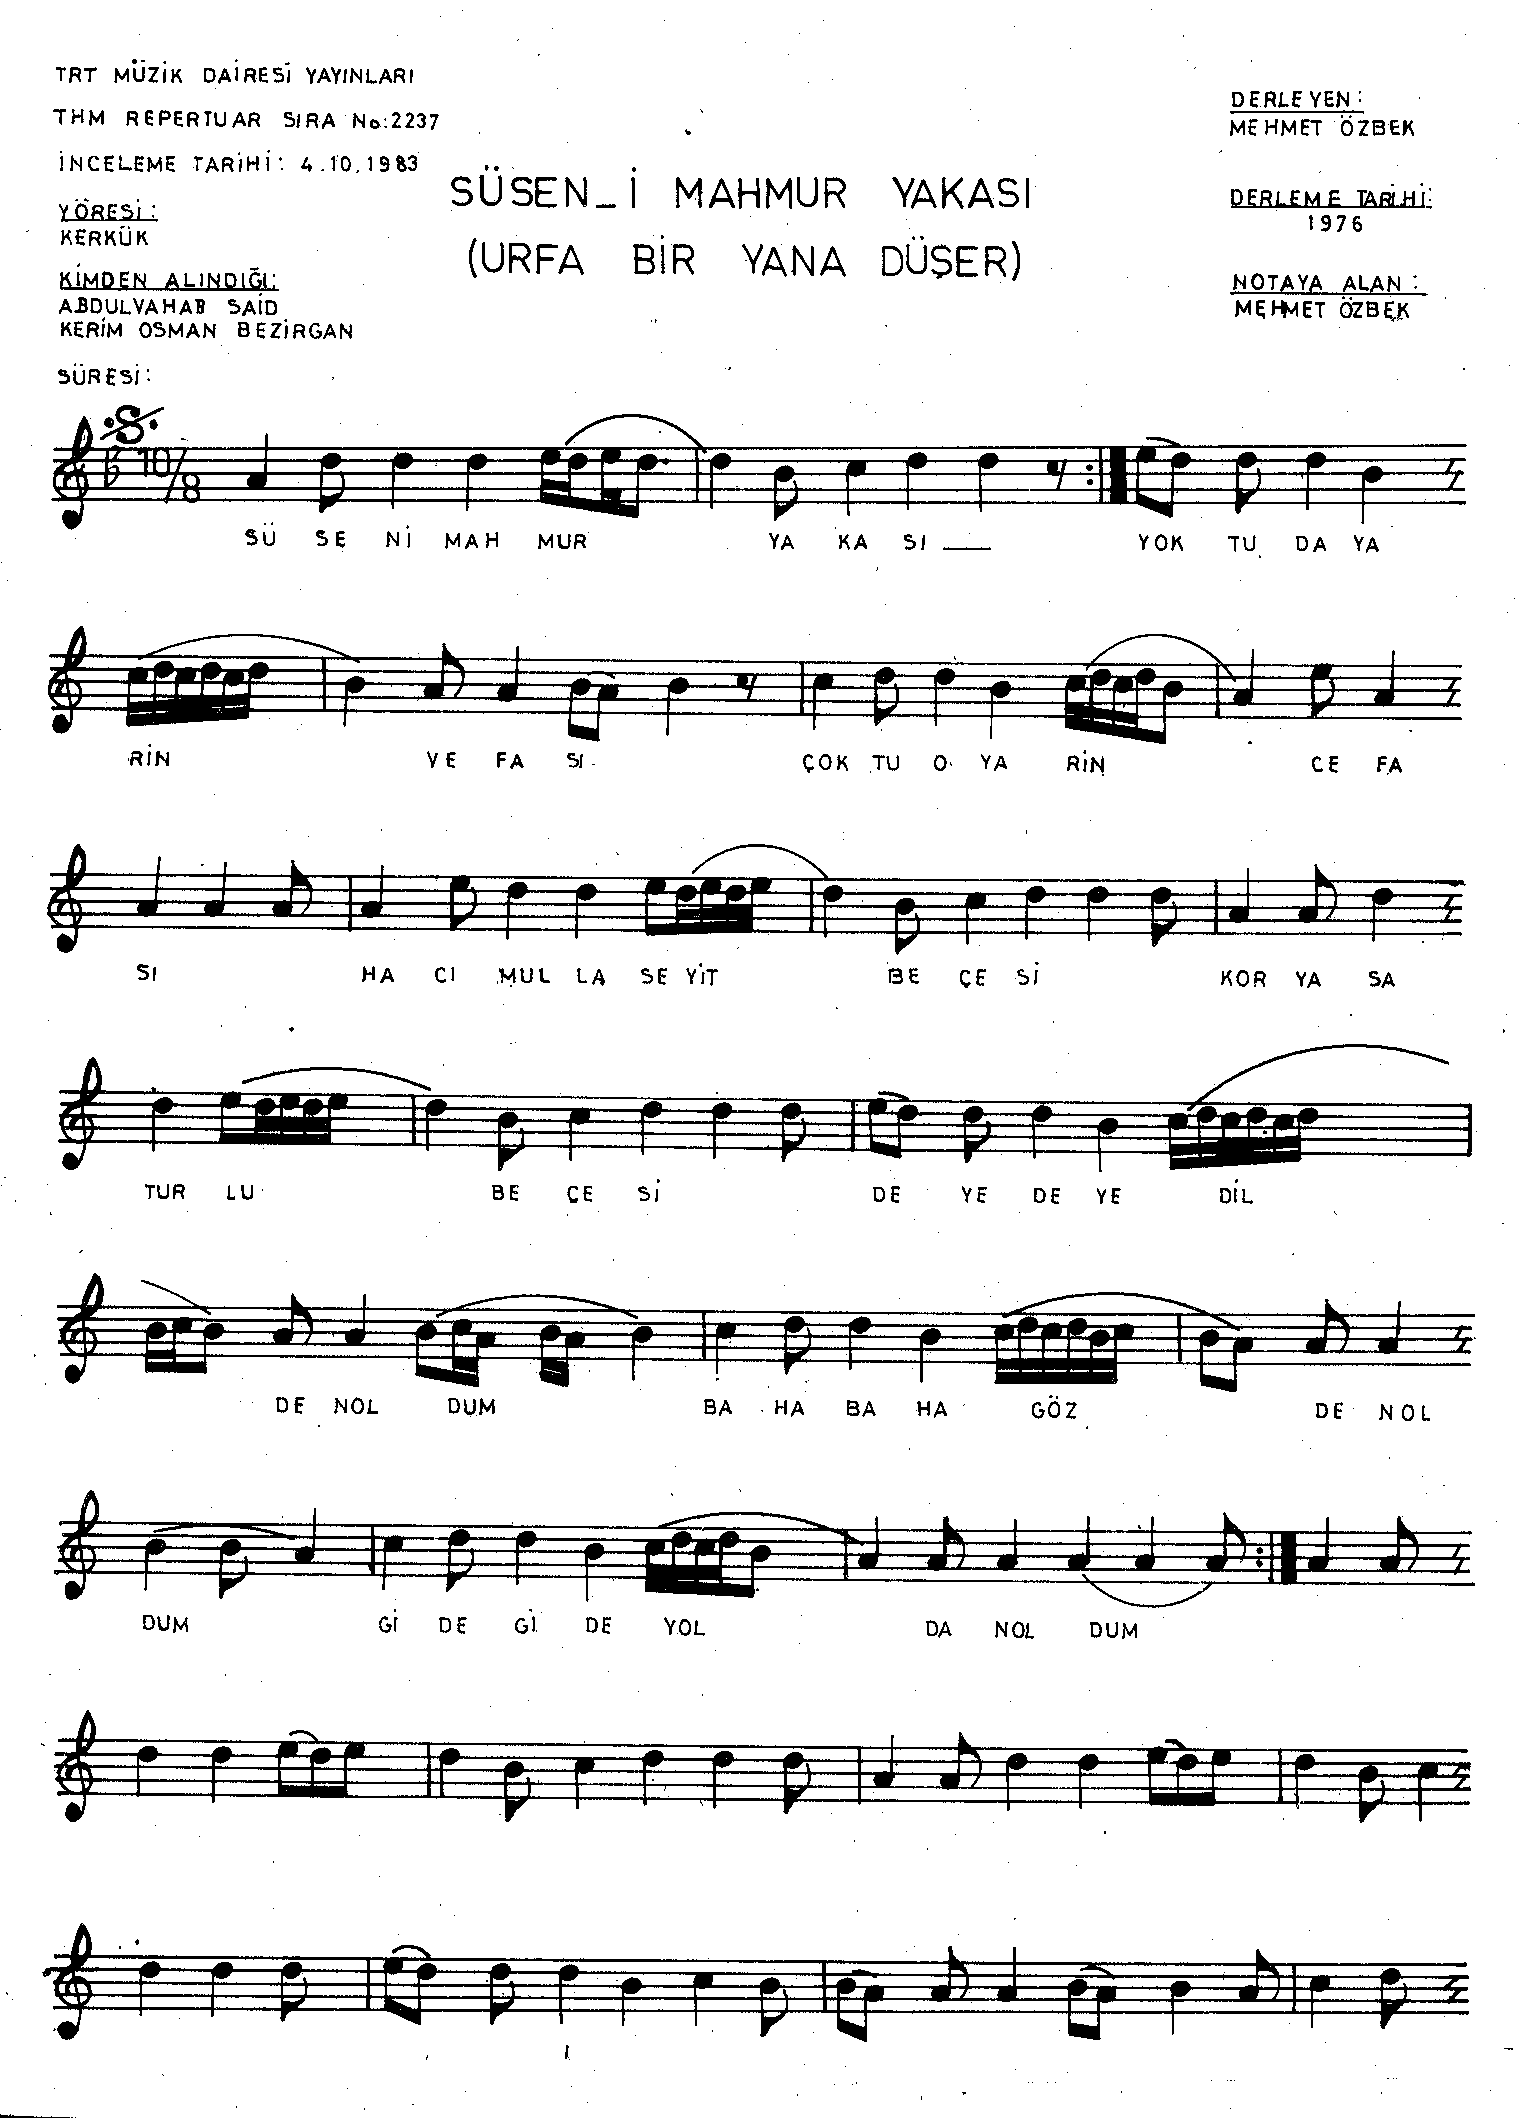 TRT MÜZİK DAİRESİ YAYINLARI
THM REPERTUAR SIRA No:2237
İNCELEME TARİHİ: 4.10.1983
YÖRESİ:
KERKÜK
KİMDEN ALINDIĞI:
ABDULVAHAB SAİD
KERİM OSMAN BEZİRGAN
SÜRESİ:
SÜSEN_İ MAHMUR YAKASI
(URFA BİR YANA DÜŞER)
DERLEYEN:
MEHMET ÖZBEK
DERLEME TARİHİ:
1976
NOTAYA ALAN:
MEHMET ÖZBEK
10/8
SÜ SE Nİ MAH MUR YA KA SI ___ YOK TU DA YA
RİN VE FA SI ÇOK TU O YA RİN CE FA
SI HA CI MUL LA SE YİT BE ÇE Sİ KOR YA SA
TUR LU BE ÇE Sİ DE YE DE YE DİL
DE NOL DUM BA HA BA HA GÖZ DE NOL
DUM Gİ DE Gİ DE YOL DA NOL DUM